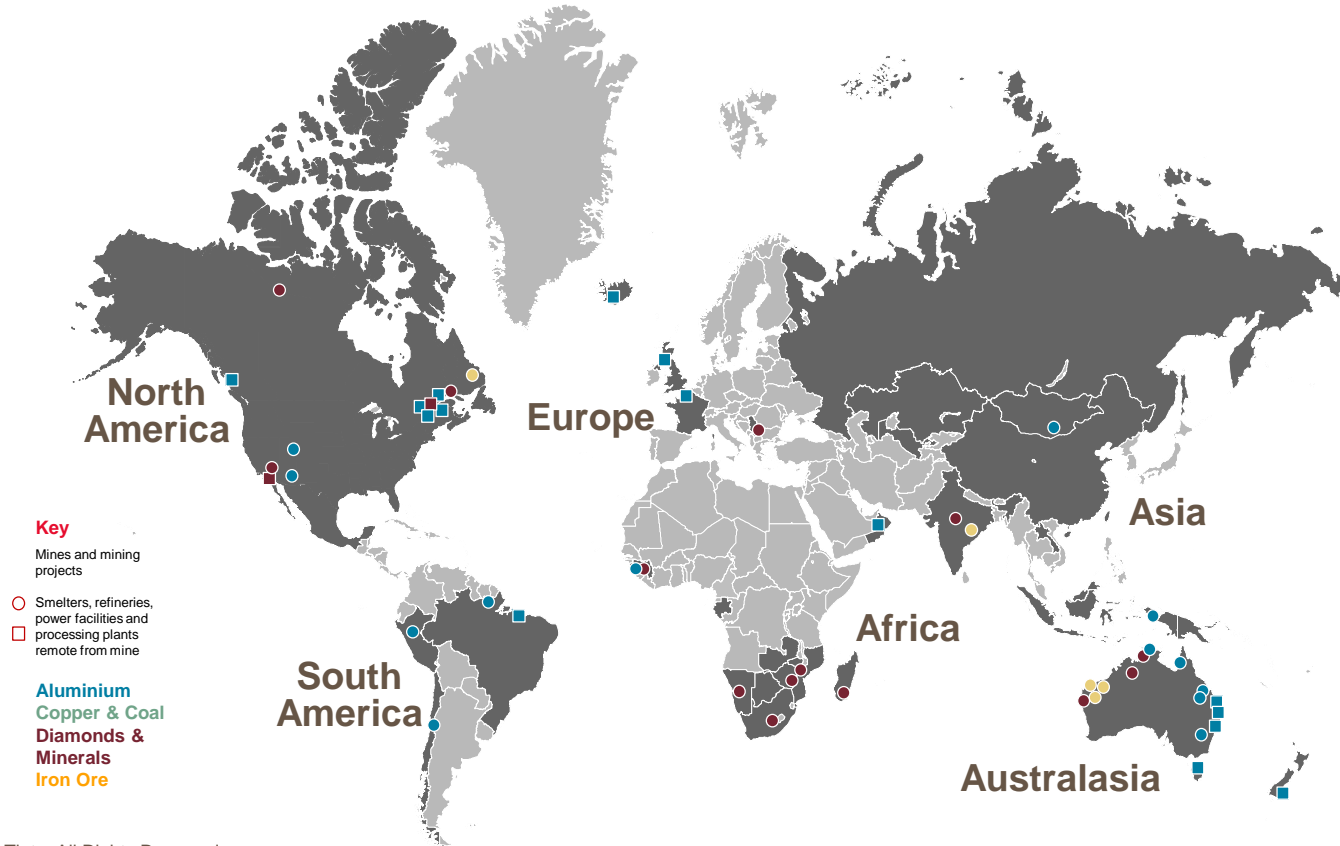 North
America
Europe
Asia
Africa
South
America
Australasia
Key
Mines and mining
projects
Smelters, refineries,
power facilities and
processing plants
remote from mine
Aluminium
Copper & Coal
Diamonds &
Minerals
Iron Ore